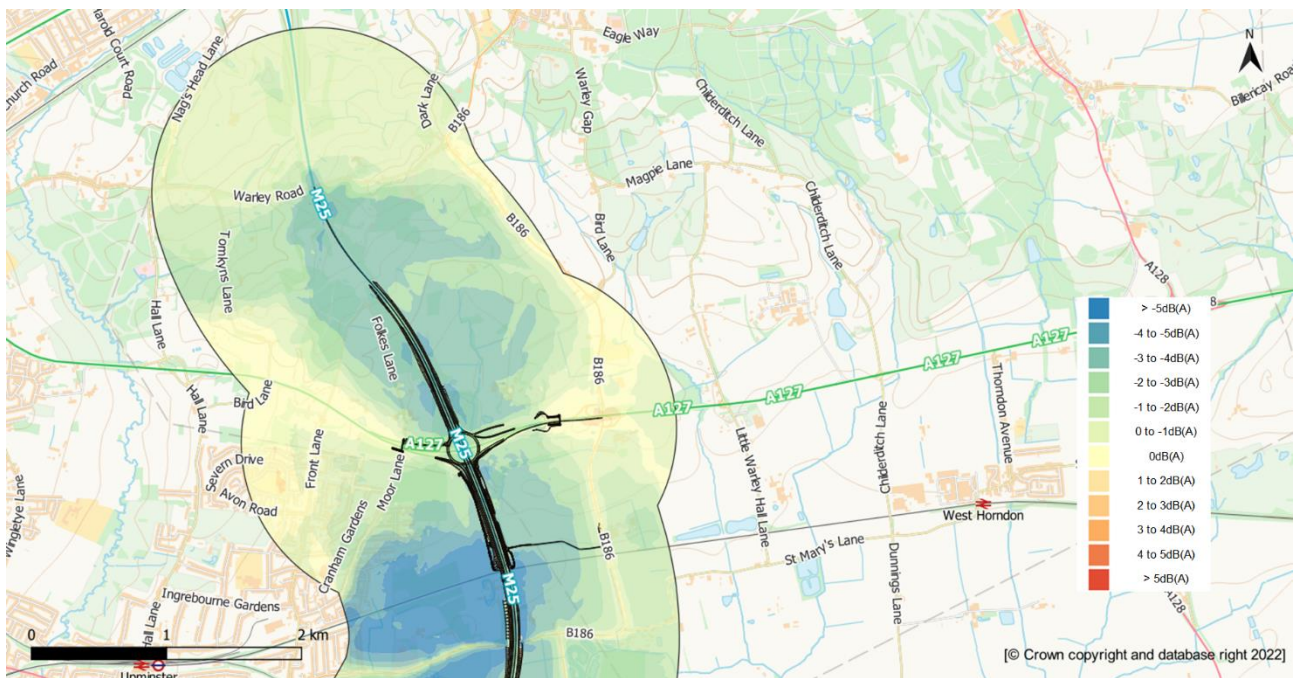 Harold Court Road
Church Road
Nag's Head Lane
Dark Lane
B186
Eagle Way
Warley Gap
Childerditch Lane
N
Billericay Road
Magpie Lane
Warley Road
M25
B186
Bird Lane
Childerditch Lane
Tomkyns Lane
Hall Lane
Folkes Lane
A128
> -5dB(A)
-4 to -5dB(A)
-3 to -4dB(A)
-2 to -3dB(A)
-1 to -2dB(A)
0 to -1dB(A)
0dB(A)
1 to 2dB(A)
2 to 3dB(A)
3 to 4dB(A)
4 to 5dB(A)
> 5dB(A)
A127
A127
A127
B186
Thorndon Avenue
Hall Lane
Bird Lane
Front Lane
A127
M25
Moor Lane
Severn Drive
Avon Road
Little Warley Hall Lane
Childerditch Lane
Wingletye Lane
West Horndon
Cranham Gardens
B186
St Mary's Lane
Dunnings Lane
Ingrebourne Gardens
M25
A128
Hall Lane
B186
0 1 2 km
Upminster
[© Crown copyright and database right 2022]